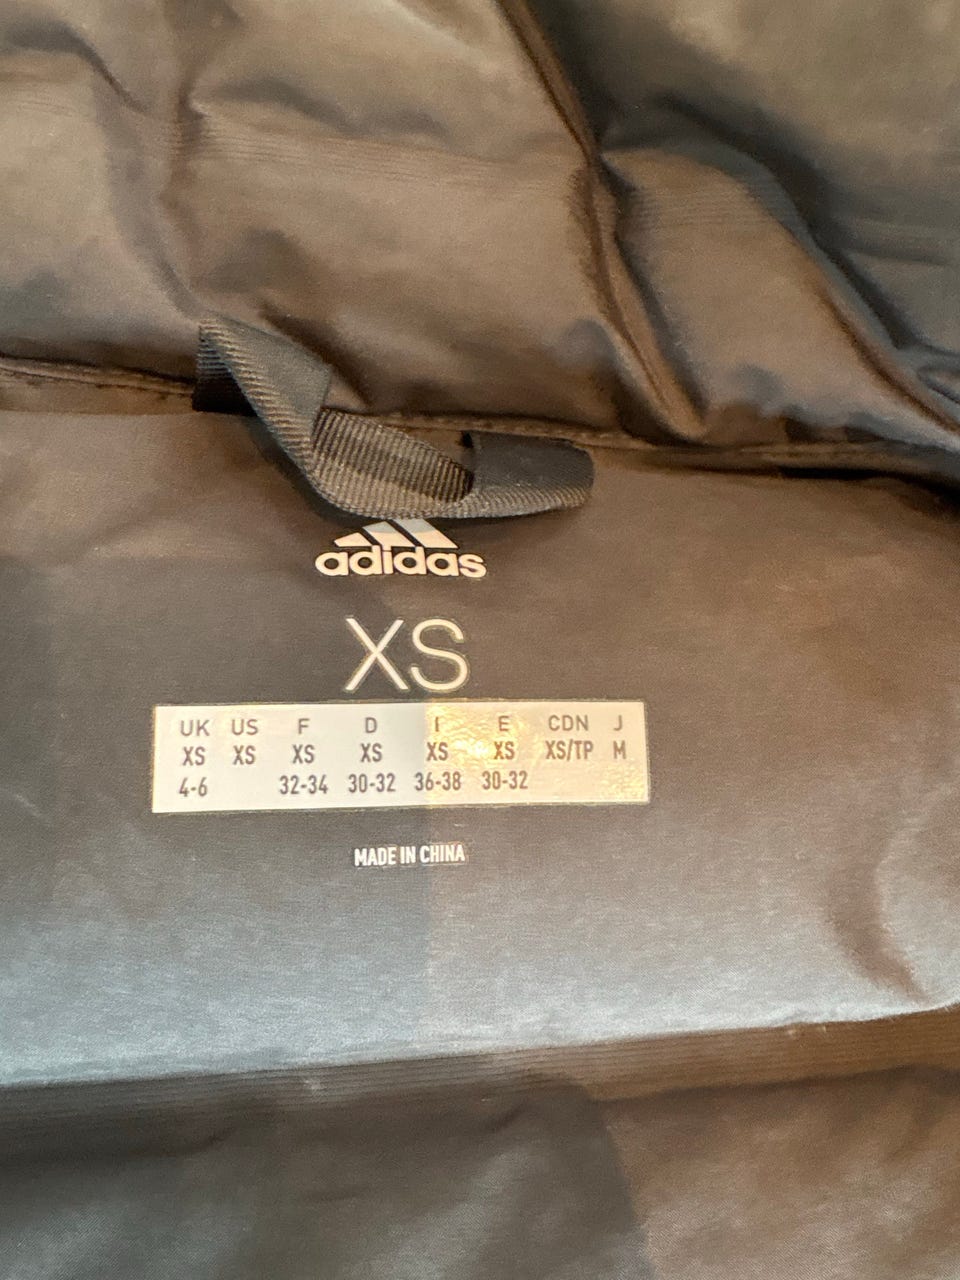 adidas
XS
UK US F D I E CDN J
XS XS XS XS XS XS XS/TP M
4-6 32-34 30-32 36-38 30-32
MADE IN CHINA